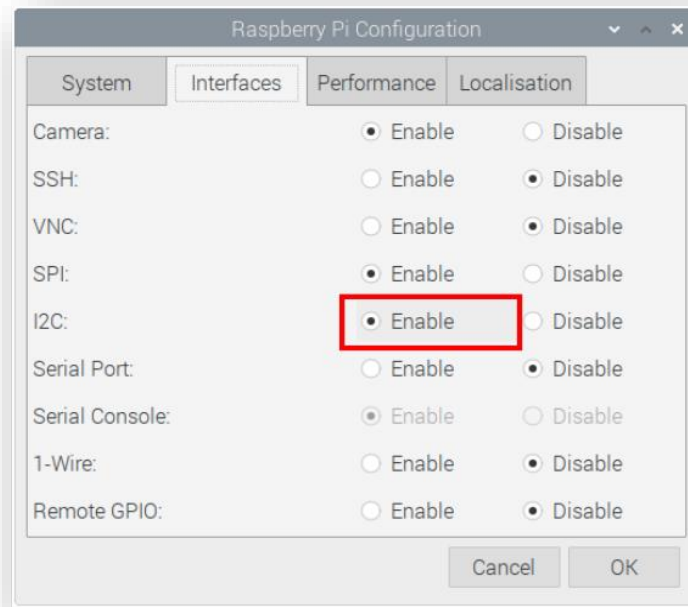 Raspberry Pi Configuration
System Interfaces Performance Localisation
Camera: Enable Disable
SSH: Enable Disable
VNC: Enable Disable
SPI: Enable Disable
I2C: Enable Disable
Serial Port: Enable Disable
Serial Console: Enable Disable
1-Wire: Enable Disable
Remote GPIO: Enable Disable
Cancel OK